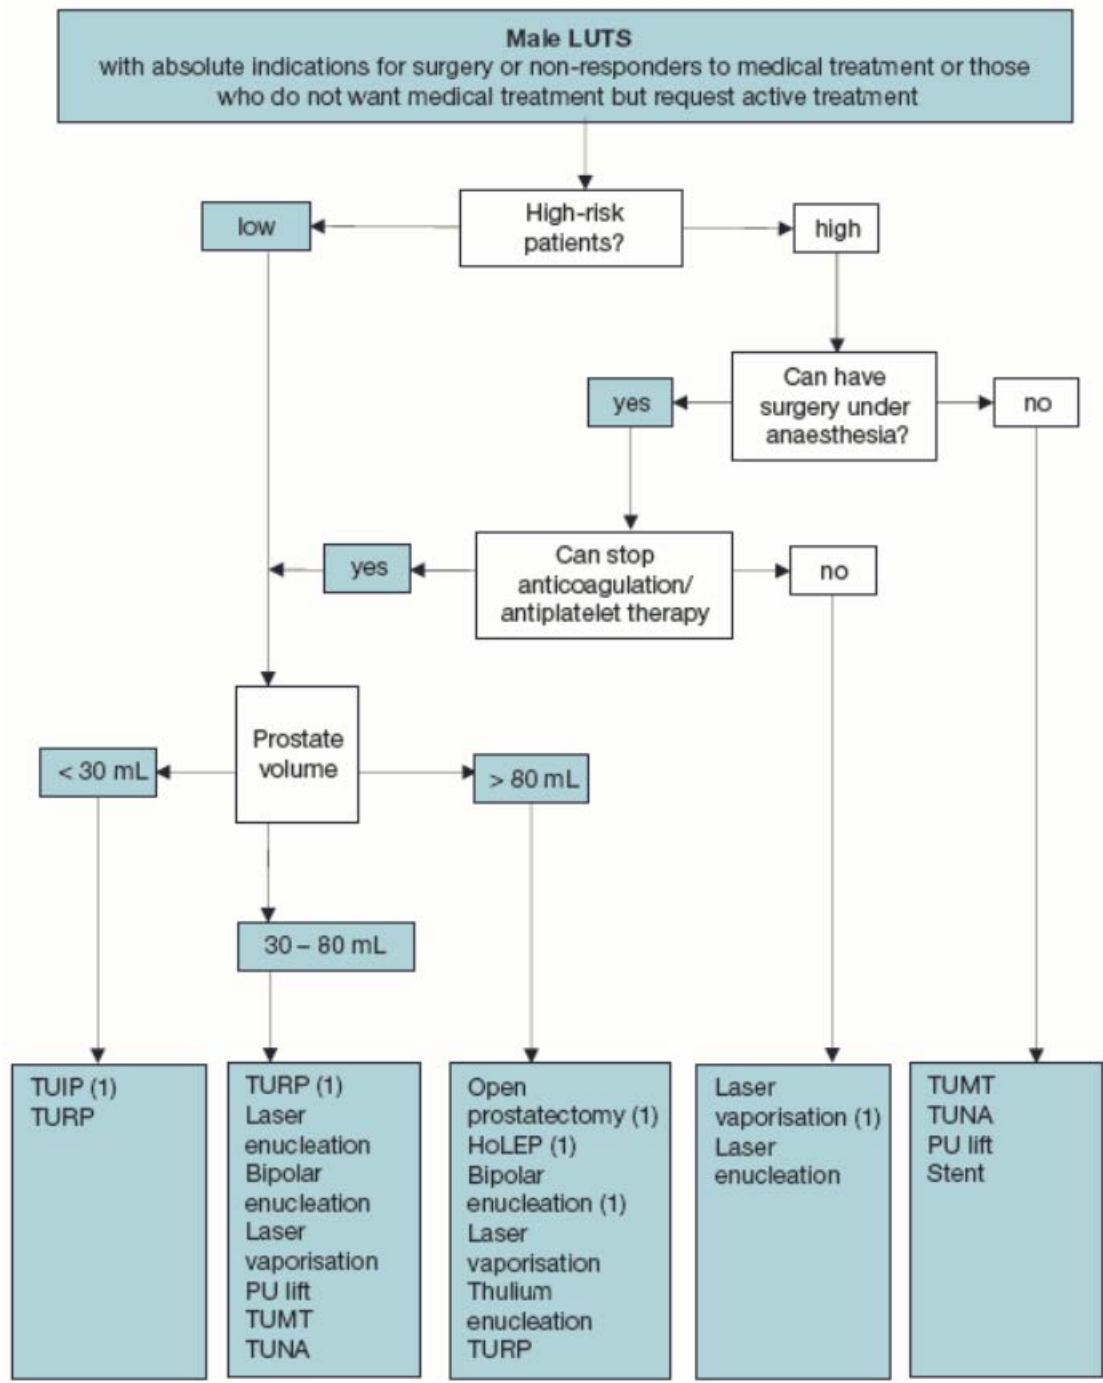 Male LUTS
with absolute indications for surgery or non-responders to medical treatment or those
who do not want medical treatment but request active treatment
low
High-risk
patients?
high
yes
Can have
surgery under
anaesthesia?
no
yes
Can stop
anticoagulation/
antiplatelet therapy
no
Prostate
volume
< 30 mL
> 80 mL
30 – 80 mL
TUIP (1)
TURP
TURP (1)
Laser
enucleation
Bipolar
enucleation
Laser
vaporisation
PU lift
TUMT
TUNA
Open
prostatectomy (1)
HoLEP (1)
Bipolar
enucleation (1)
Laser
vaporisation
Thulium
enucleation
TURP
Laser
vaporisation (1)
Laser
enucleation
TUMT
TUNA
PU lift
Stent